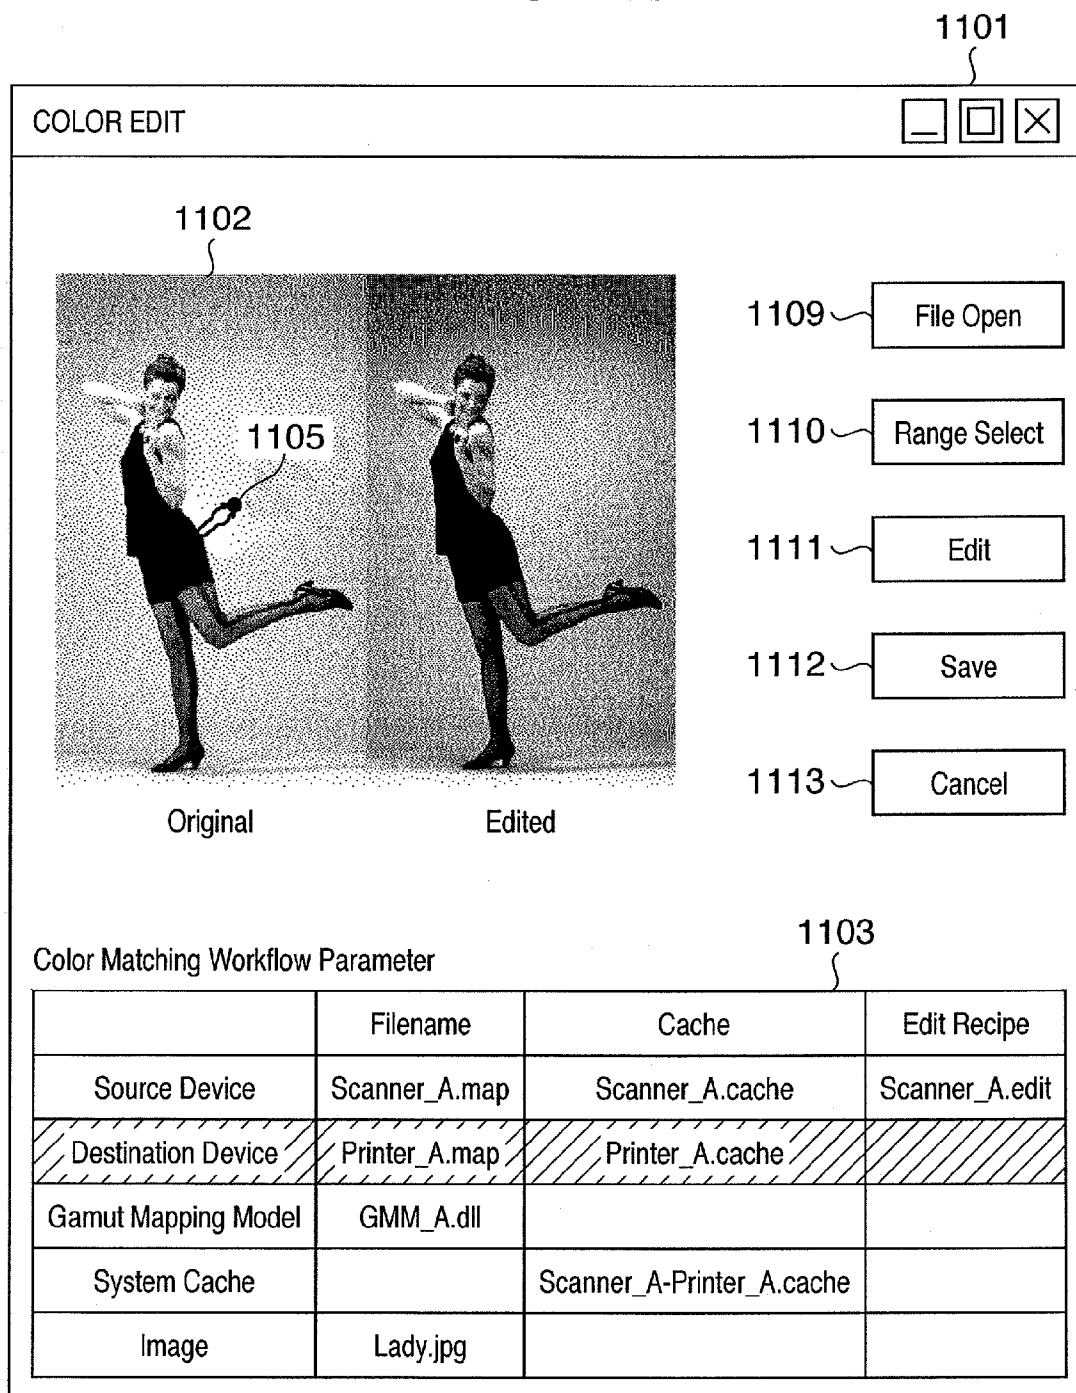 1101
COLOR EDIT
1102
1109 File Open
1110 Range Select
1105
1111 Edit
1112 Save
1113 Cancel
Original Edited
1103
Color Matching Workflow Parameter
Filename Cache Edit Recipe
Source Device Scanner_A.map Scanner_A.cache Scanner_A.edit
Destination Device Printer_A.map Printer_A.cache
Gamut Mapping Model GMM_A.dll
System Cache Scanner_A-Printer_A.cache
Image Lady.jpg